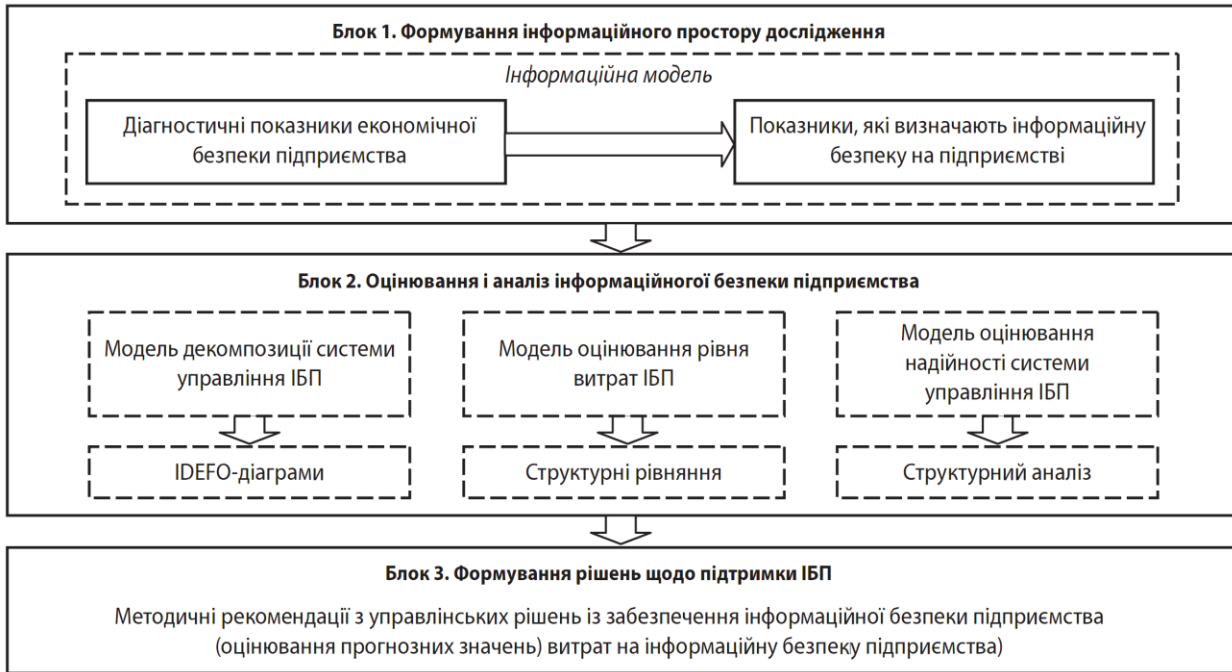 Блок 1. Формування інформаційного простору дослідження
Інформаційна модель
Діагностичні показники економічної
безпеки підприємства
Показники, які визначають інформаційну
безпеку на підприємстві
Блок 2. Оцінювання і аналіз інформаційногої безпеки підприємства
Модель декомпозиції системи
управління ІБП
Модель оцінювання рівня
витрат ІБП
Модель оцінювання
надійності системи
управління ІБП
IDEFO-діаграми
Структурні рівняння
Структурний аналіз
Блок 3. Формування рішень щодо підтримки ІБП
Методичні рекомендації з управлінських рішень із забезпечення інформаційної безпеки підприємства
(оцінювання прогнозних значень) витрат на інформаційну безпеку підприємства)